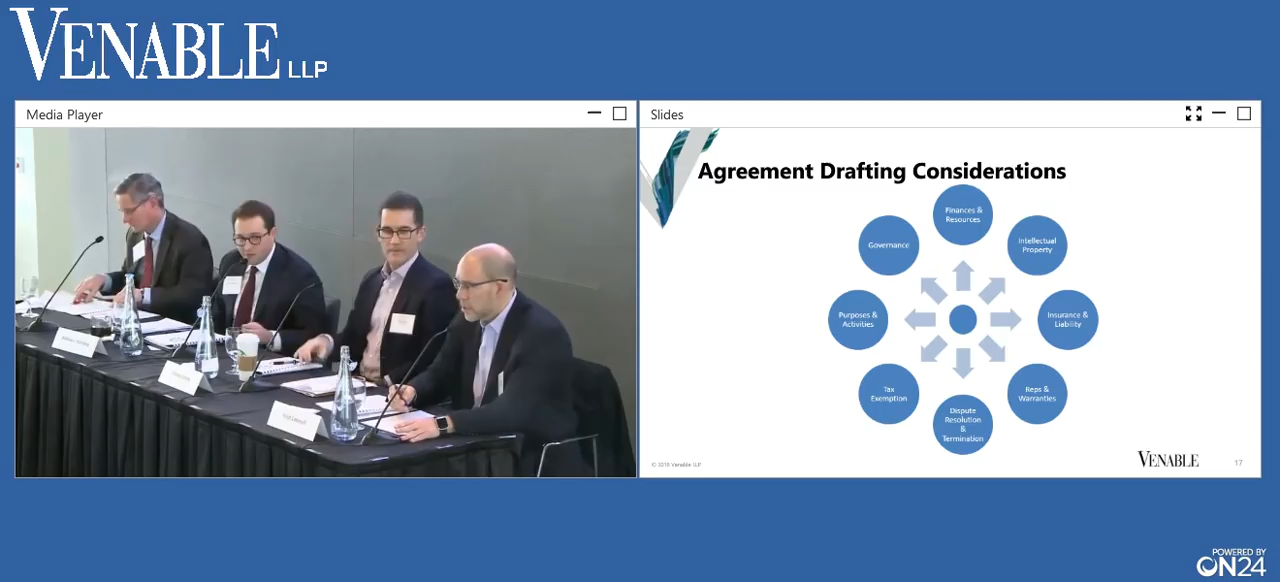 VENABLE LLP
Media Player
Slides
Agreement Drafting Considerations
Finances &
Resources
Intellectual
Property
Insurance &
Liability
Reps &
Warranties
Dispute
Resolution
&
Termination
Tax
Exemption
Purposes &
Activities
Governance
© 2018 Venable LLP
VENABLE
17
POWERED BY
ON24